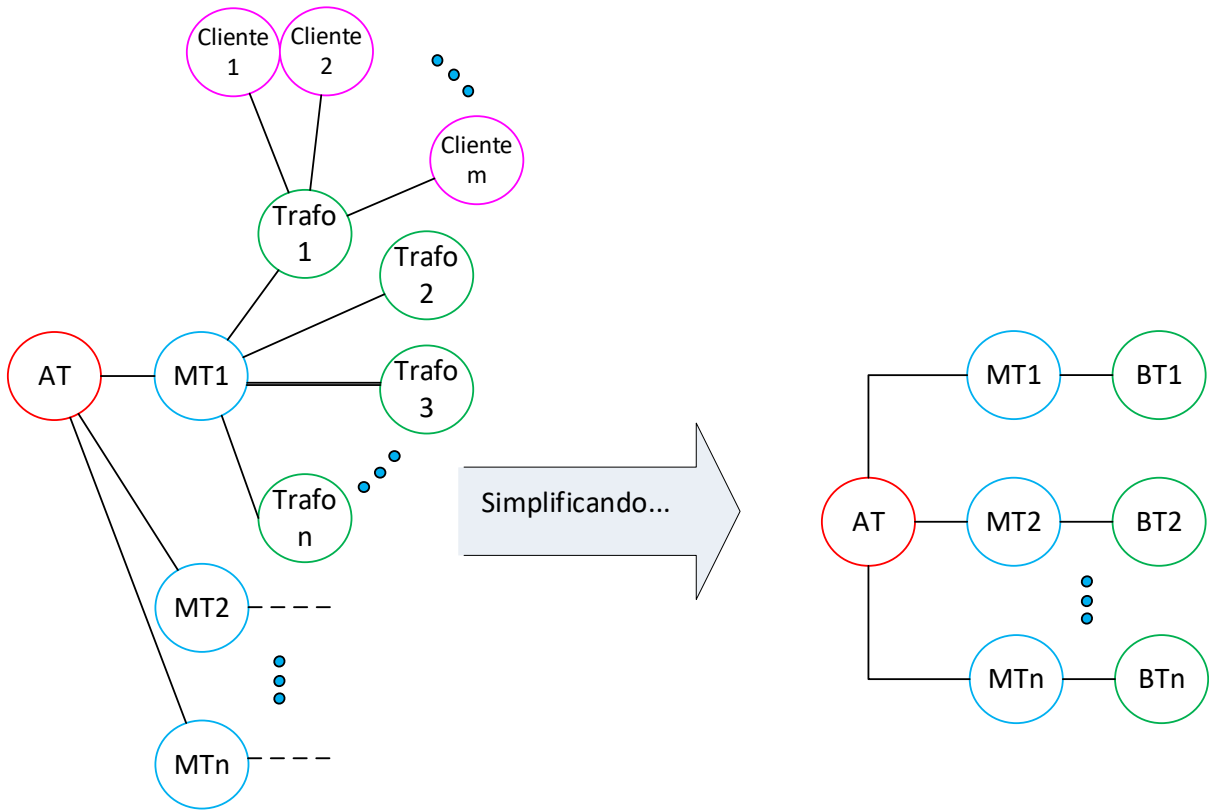 Cliente
1
Cliente
2
Cliente
m
Trafo
1
Trafo
2
AT
MT1
Trafo
3
Trafo
n
MT2
MTn
Simplificando...
MT1
BT1
AT
MT2
BT2
MTn
BTn